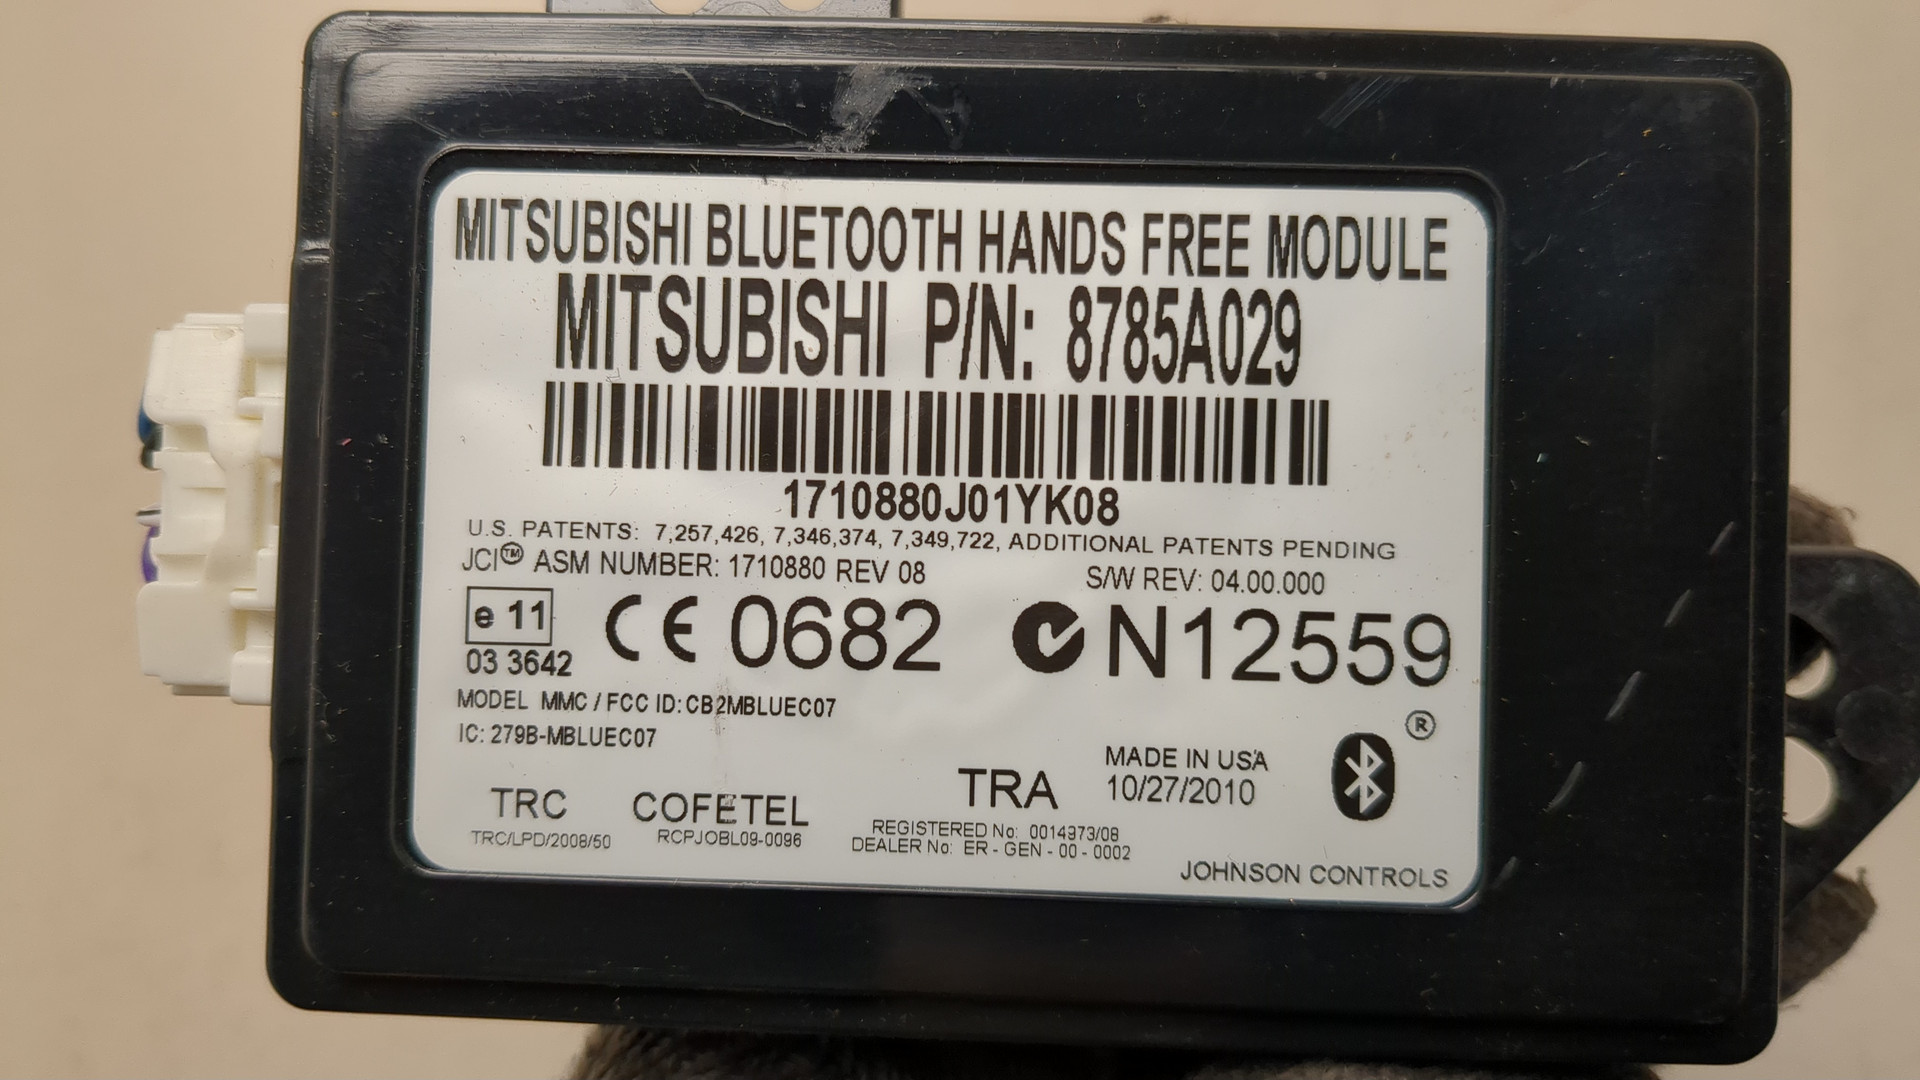 MITSUBISHI BLUETOOTH HANDS FREE MODULE
MITSUBISHI P/N: 8785A029
1710880J01YK08
U.S. PATENTS: 7,257,426, 7,346,374, 7,349,722, ADDITIONAL PATENTS PENDING
JCI™ ASM NUMBER: 1710880 REV 08 S/W REV: 04.00.000
e 11 CE 0682 N12559
03 3642
MODEL MMC / FCC ID: CB2MBLUEC07
IC: 279B-MBLUEC07
®
TRC COFETEL TRA MADE IN USA
TRC/LPD/2008/50 RCPJOBL09-0096 10/27/2010
REGISTERED No: 0014973/08
DEALER No: ER - GEN - 00 - 0002
JOHNSON CONTROLS